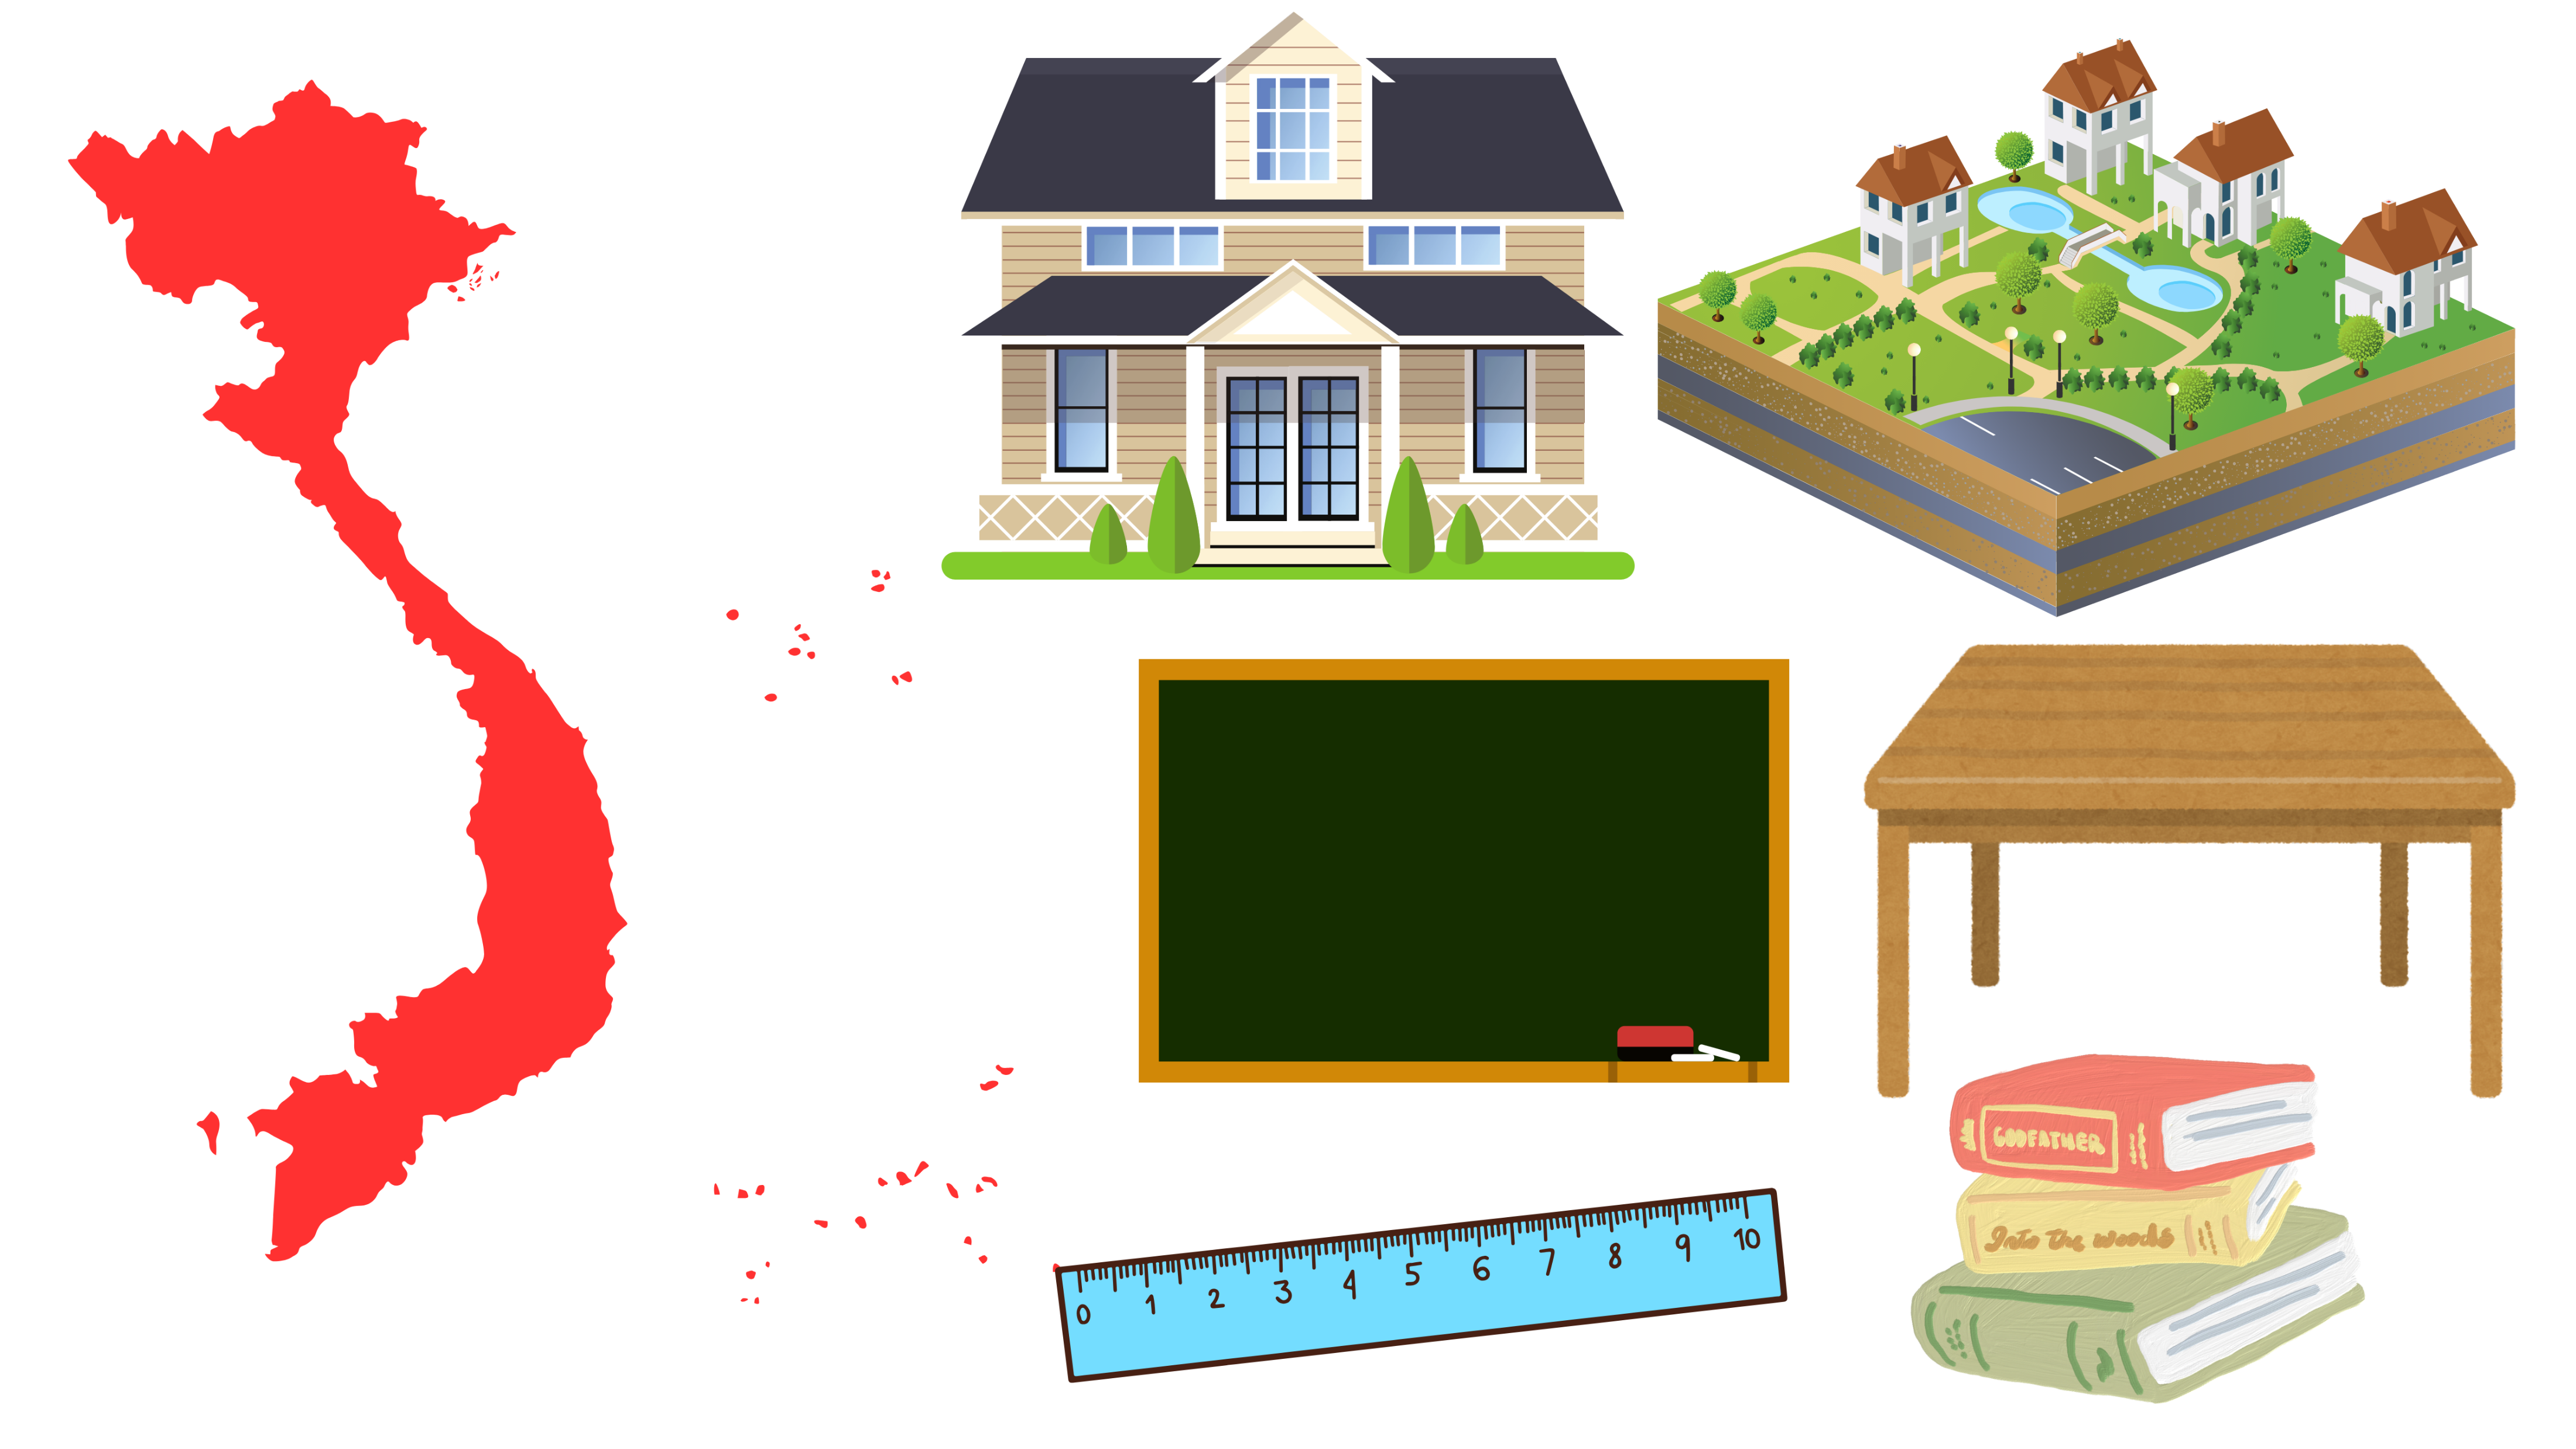 0 1 2 3 4 5 6 7 8 9 10
GODFATHER
Into the woods